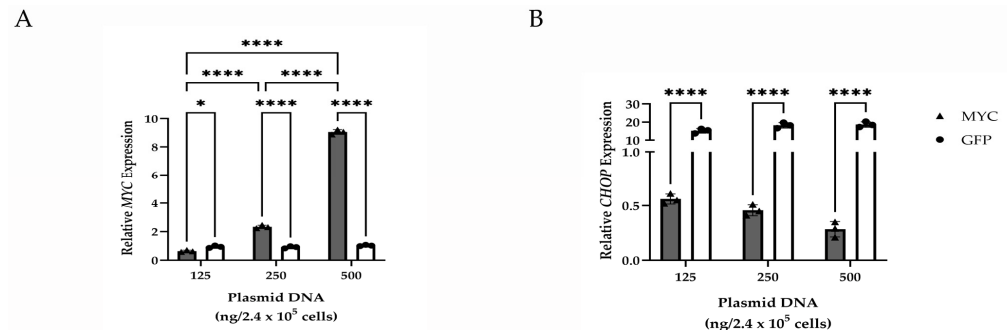 A
****
**** ****
* **** ****
Relative MYC Expression
10
8
6
4
2
0
125 250 500
Plasmid DNA
(ng/2.4 x 10⁵ cells)
B
**** **** ****
Relative CHOP Expression
30
20
10
1.0
0.5
0.0
125 250 500
Plasmid DNA
(ng/2.4 x 10⁵ cells)
MYC
GFP